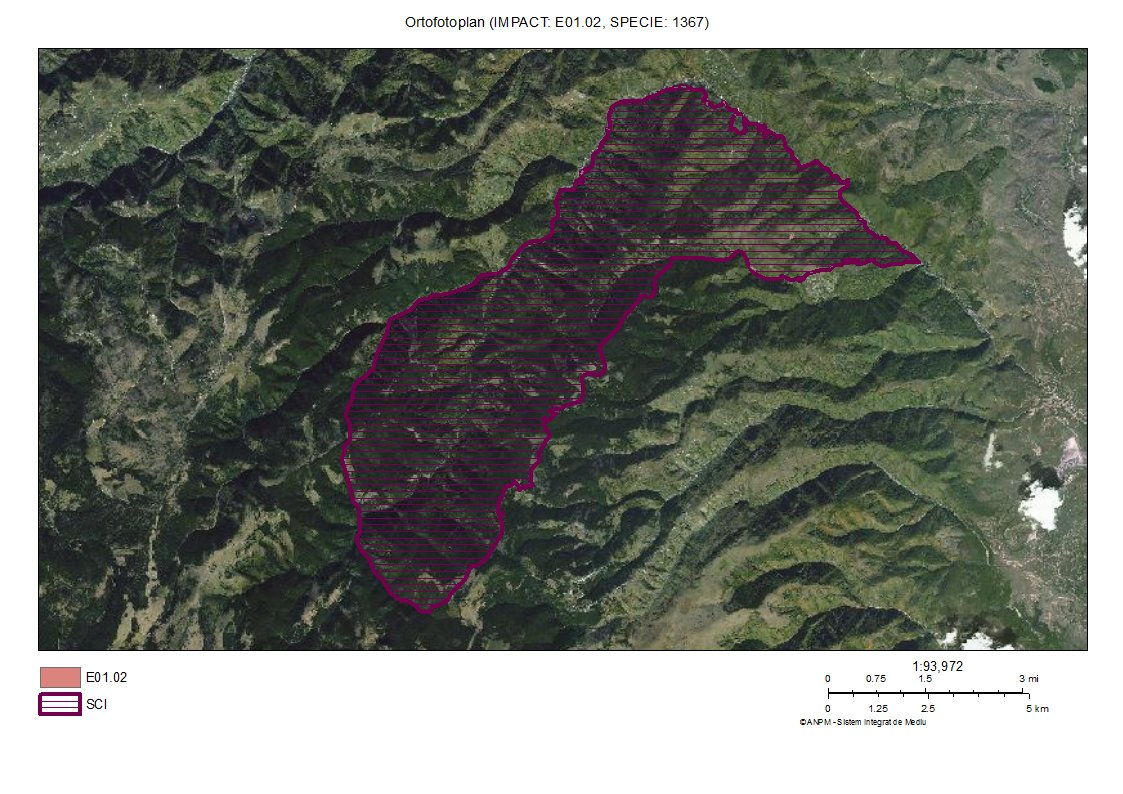 Ortofotoplan (IMPACT: E01.02, SPECIE: 1367)
E01.02
SCI
1:93,972
0 0.75 1.5 3 mi
0 1.25 2.5 5 km
©ANPM - Sistem Integrat de Mediu